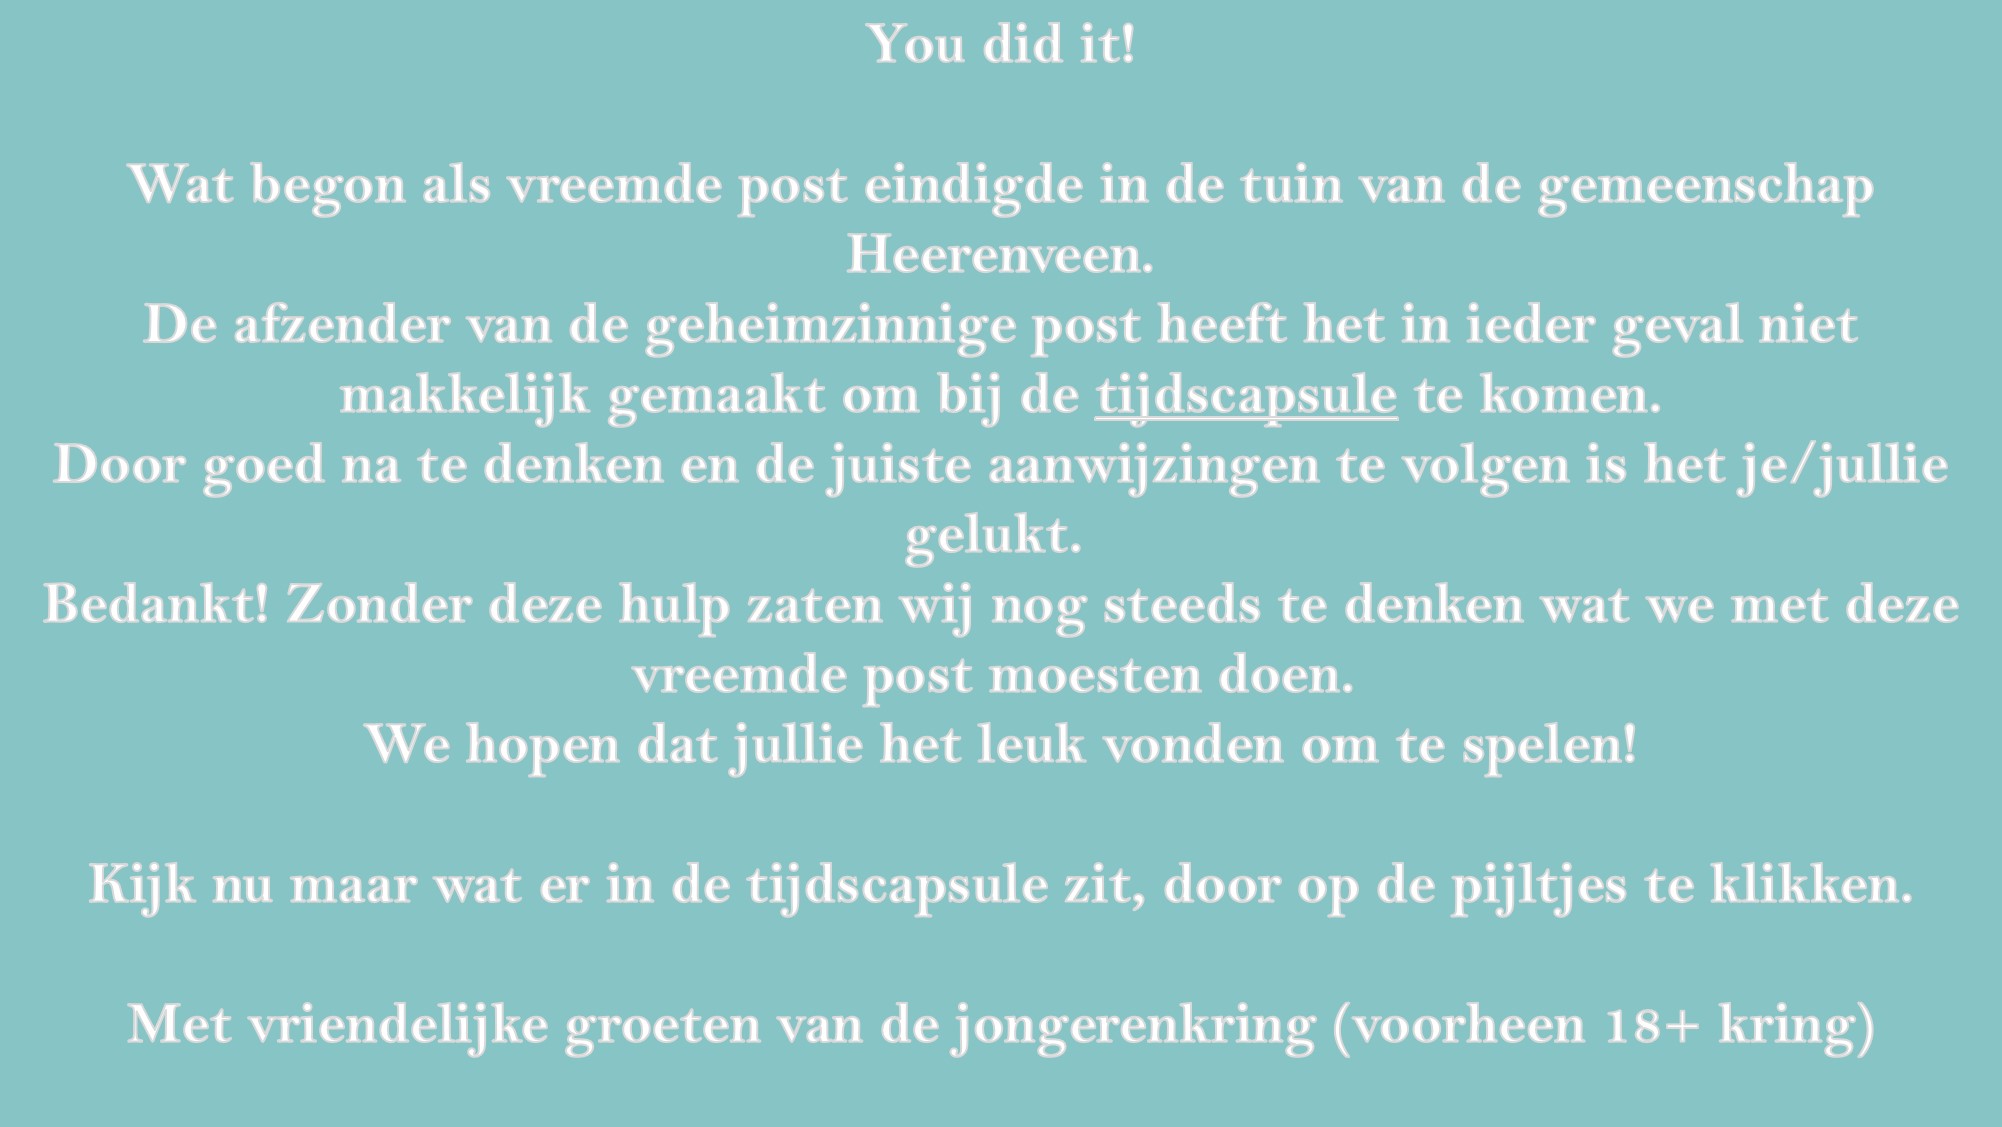 You did it!
Wat begon als vreemde post eindigde in de tuin van de gemeenschap
Heerenveen.
De afzender van de geheimzinnige post heeft het in ieder geval niet
makkelijk gemaakt om bij de tijdscapsule te komen.
Door goed na te denken en de juiste aanwijzingen te volgen is het je/jullie
gelukt.
Bedankt! Zonder deze hulp zaten wij nog steeds te denken wat we met deze
vreemde post moesten doen.
We hopen dat jullie het leuk vonden om te spelen!
Kijk nu maar wat er in de tijdscapsule zit, door op de pijltjes te klikken.
Met vriendelijke groeten van de jongerenkring (voorheen 18+ kring)